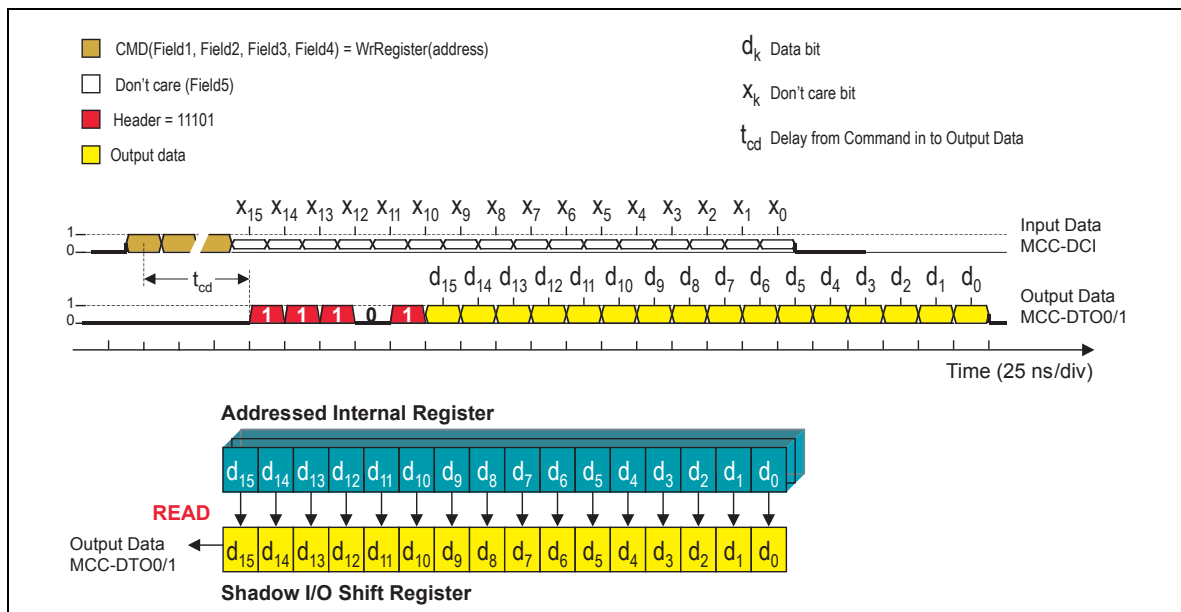 CMD(Field1, Field2, Field3, Field4) = WrRegister(address)
Don't care (Field5)
Header = 11101
Output data
dk Data bit
xk Don't care bit
tcd Delay from Command in to Output Data
x15 x14 x13 x12 x11 x10 x9 x8 x7 x6 x5 x4 x3 x2 x1 x0
1
0
Input Data
MCC-DCI
tcd
d15 d14 d13 d12 d11 d10 d9 d8 d7 d6 d5 d4 d3 d2 d1 d0
1
0
1 1 1 0 1
Output Data
MCC-DTO0/1
Time (25 ns/div)
Addressed Internal Register
d15 d14 d13 d12 d11 d10 d9 d8 d7 d6 d5 d4 d3 d2 d1 d0
READ
Output Data
MCC-DTO0/1
d15 d14 d13 d12 d11 d10 d9 d8 d7 d6 d5 d4 d3 d2 d1 d0
Shadow I/O Shift Register